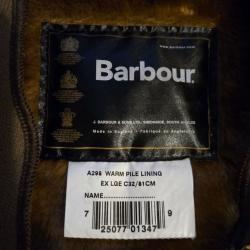 Barbour.
J. BARBOUR & SONS LTD., SIMONSIDE, SOUTH SHIELDS
Made in England • Fabriqué en Angleterre
A298 WARM PILE LINING
EX LGE C32/81CM
NAME
7 25077 01347 9